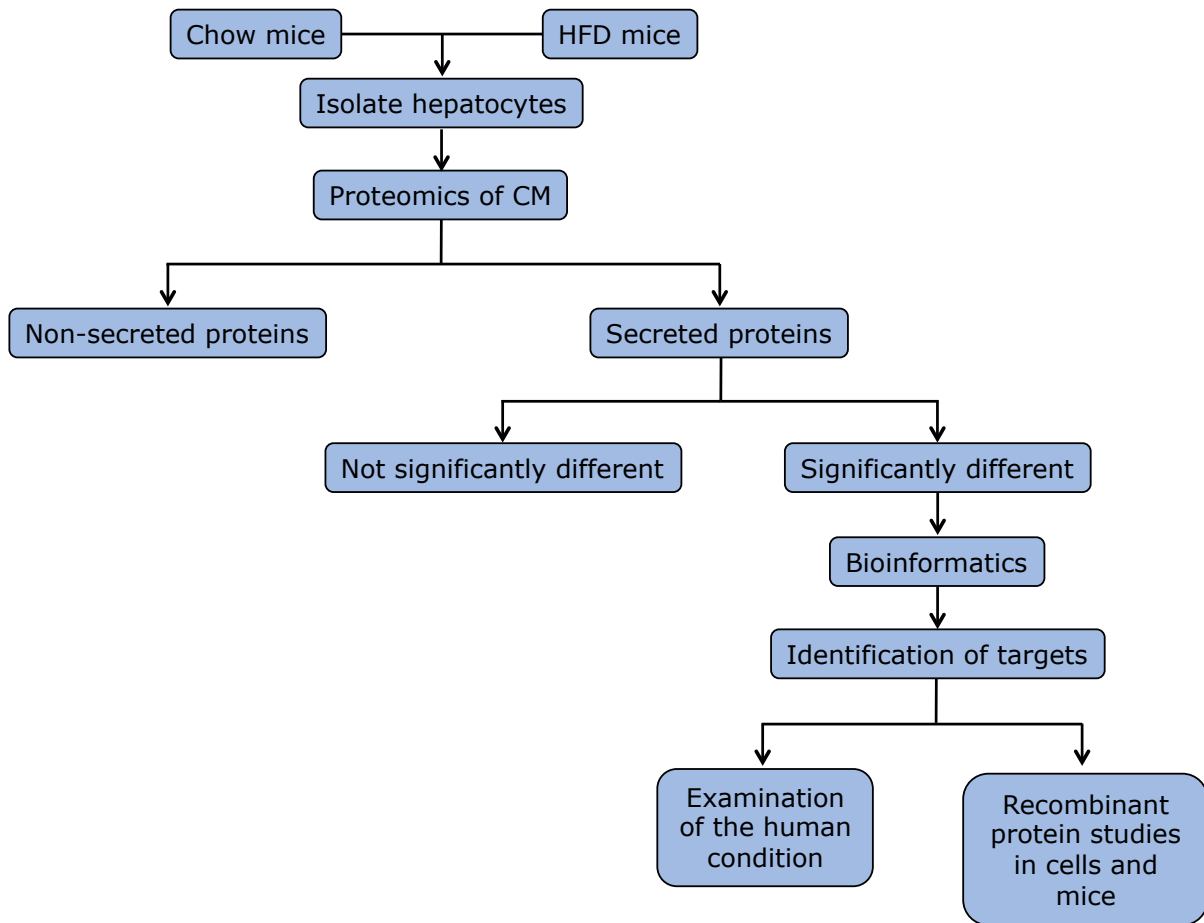 Chow mice
HFD mice
Isolate hepatocytes
Proteomics of CM
Non-secreted proteins
Secreted proteins
Not significantly different
Significantly different
Bioinformatics
Identification of targets
Examination
of the human
condition
Recombinant
protein studies
in cells and
mice